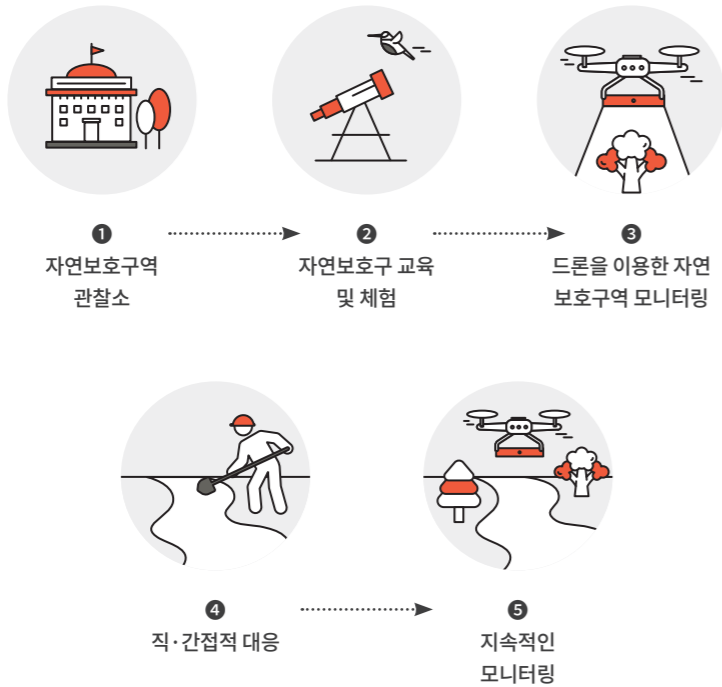 ❶
자연보호구역
관찰소
❷
자연보호구 교육
및 체험
❸
드론을 이용한 자연
보호구역 모니터링
❹
직·간접적 대응
❺
지속적인
모니터링